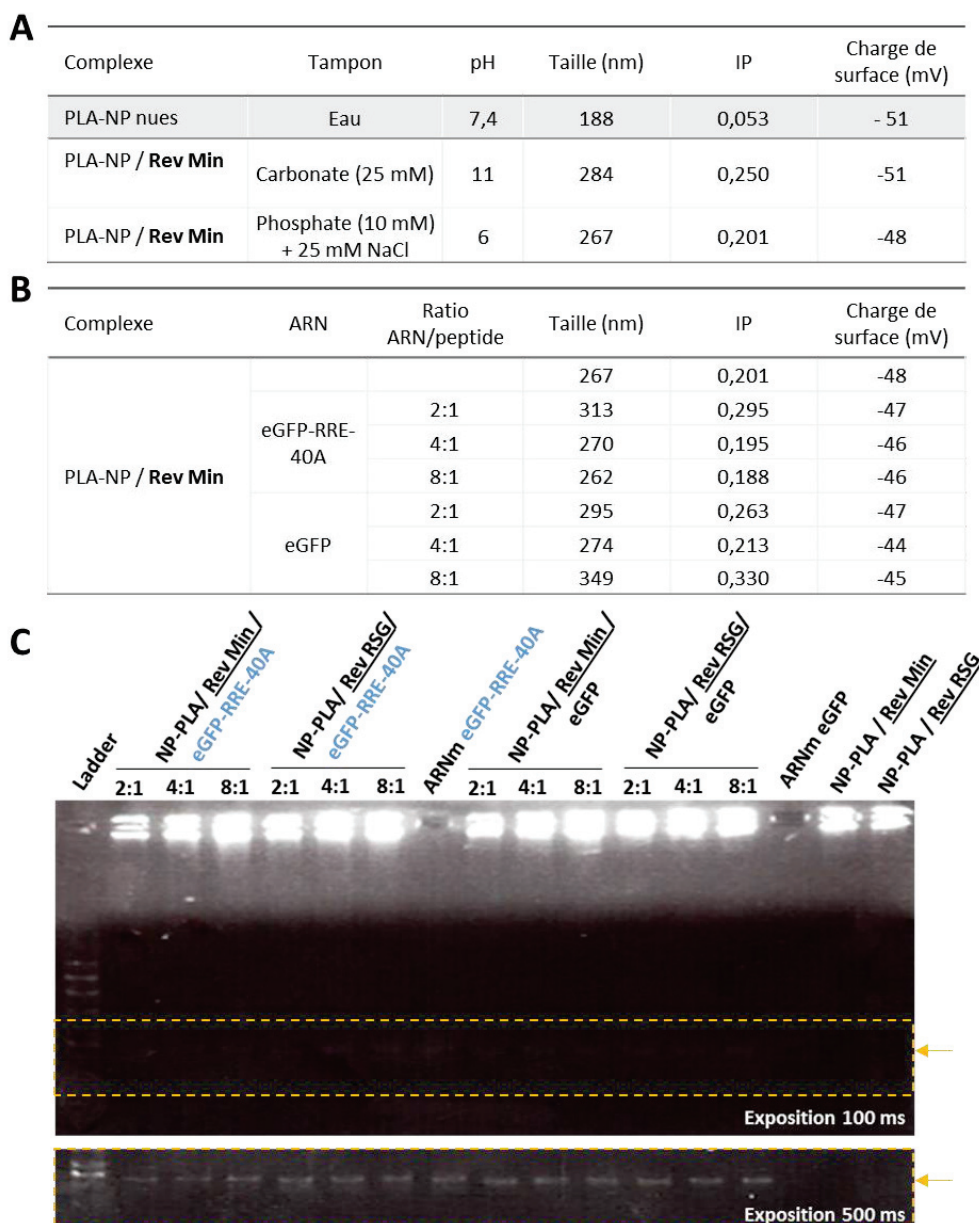 A
Complexe Tampon pH Taille (nm) IP Charge de surface (mV)
PLA-NP nues Eau 7,4 188 0,053 - 51
PLA-NP / Rev Min Carbonate (25 mM) 11 284 0,250 -51
PLA-NP / Rev Min Phosphate (10 mM) + 25 mM NaCl 6 267 0,201 -48
B
Complexe ARN Ratio ARN/peptide Taille (nm) IP Charge de surface (mV)
267 0,201 -48
PLA-NP / Rev Min eGFP-RRE-40A 2:1 313 0,295 -47
4:1 270 0,195 -46
8:1 262 0,188 -46
eGFP 2:1 295 0,263 -47
4:1 274 0,213 -44
8:1 349 0,330 -45
C
Ladder
NP-PLA/ Rev Min /
eGFP-RRE-40A
NP-PLA/ Rev RSG/
eGFP-RRE-40A
ARNm eGFP-RRE-40A
NP-PLA/ Rev Min /
eGFP
NP-PLA/ Rev RSG/
eGFP
ARNm eGFP
NP-PLA / Rev Min
NP-PLA / Rev RSG
2:1 4:1 8:1 2:1 4:1 8:1 2:1 4:1 8:1 2:1 4:1 8:1
Exposition 100 ms
Exposition 500 ms